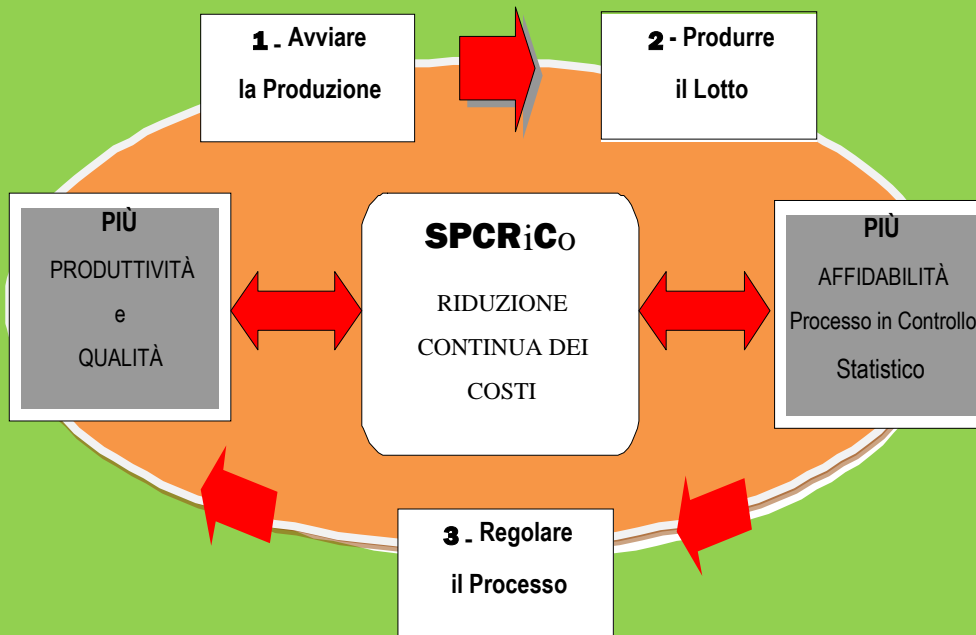 1 - Avviare
la Produzione
2 - Produrre
il Lotto
PIÙ
PRODUTTIVITÀ
e
QUALITÀ
SPCRiCo
RIDUZIONE
CONTINUA DEI
COSTI
PIÙ
AFFIDABILITÀ
Processo in Controllo
Statistico
3 - Regolare
il Processo